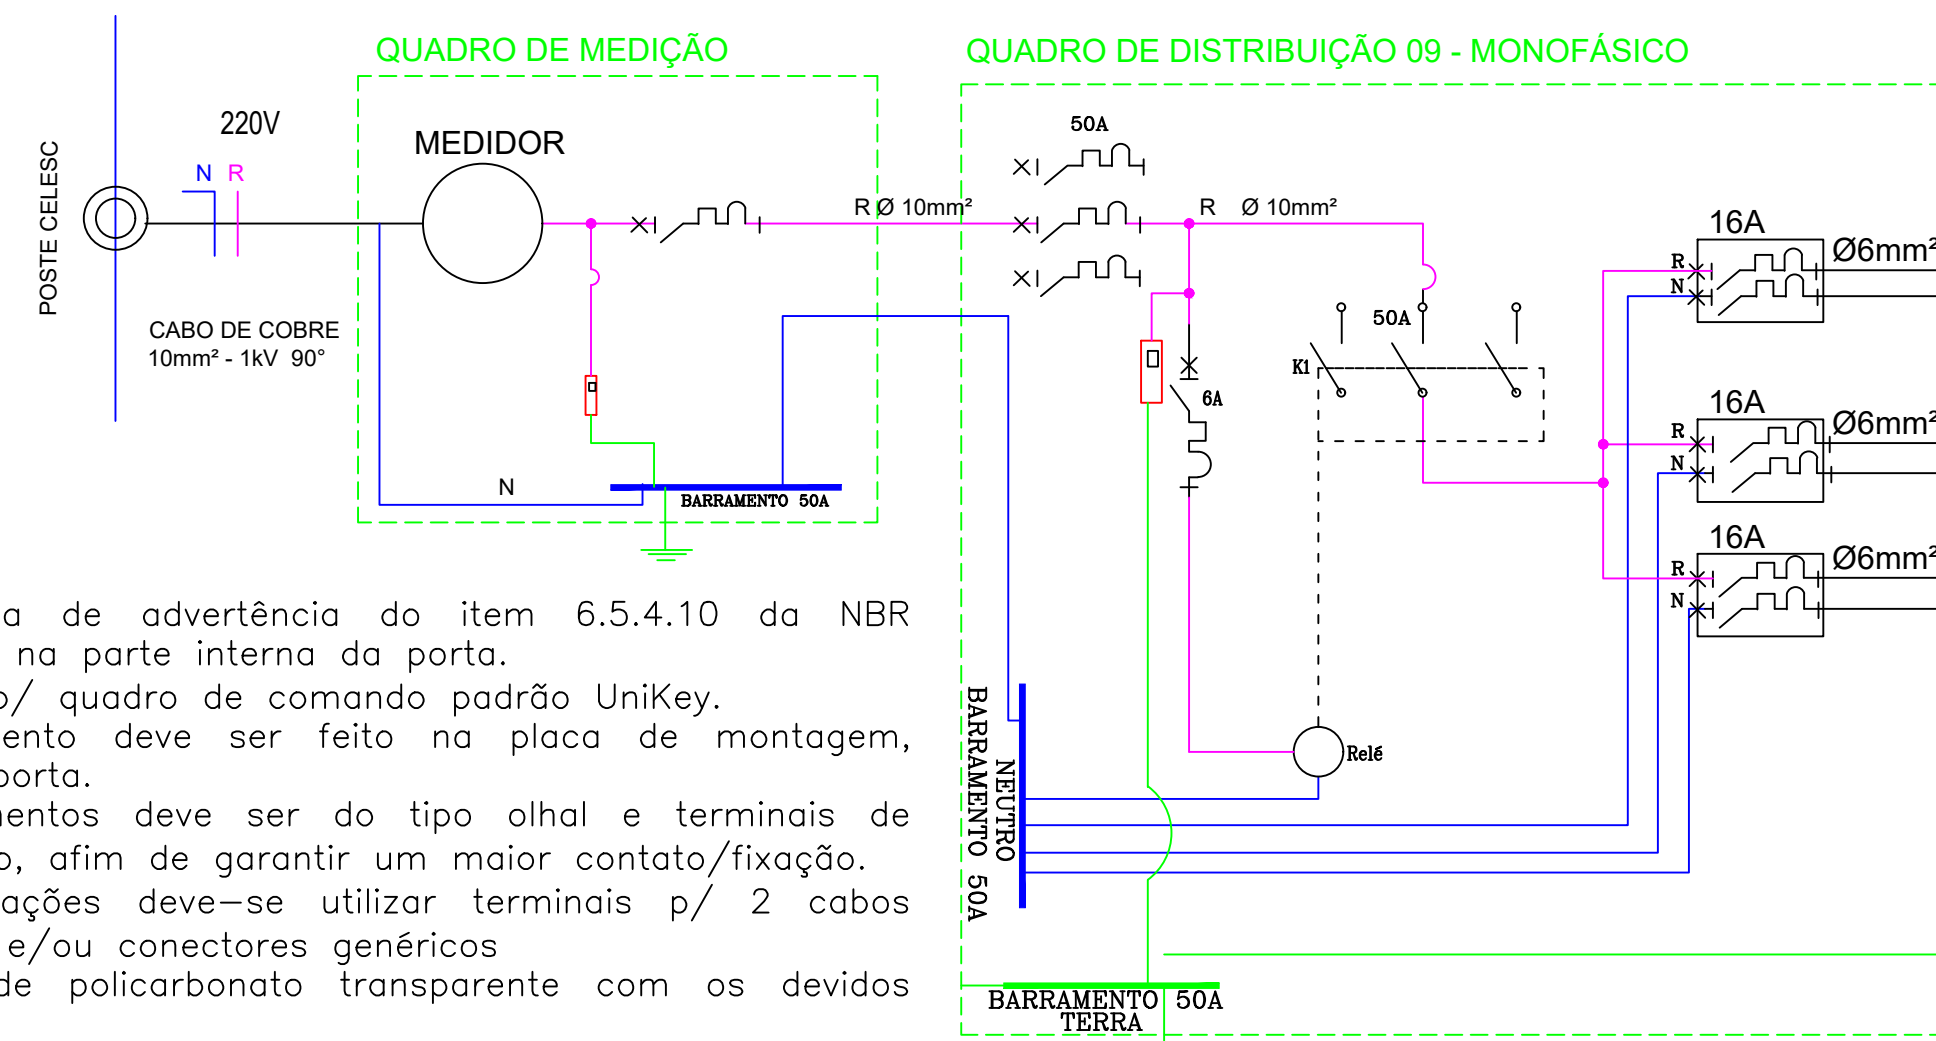 QUADRO DE MEDIÇÃO
QUADRO DE DISTRIBUIÇÃO 09 - MONOFÁSICO
POSTE CELESC
220V
N R
CABO DE COBRE
10mm² - 1kV 90°
MEDIDOR
R Ø 10mm²
N
BARRAMENTO 50A
50A
R Ø 10mm²
6A
50A
K1
Relé
16A
R
N
Ø6mm²
16A
R
N
Ø6mm²
16A
R
N
Ø6mm²
NEUTRO
BARRAMENTO 50A
BARRAMENTO 50A
TERRA
de advertência do item 6.5.4.10 da NBR
na parte interna da porta.
quadro de comando padrão UniKey.
deve ser feito na placa de montagem,
porta.
deve ser do tipo olhal e terminais de
afim de garantir um maior contato/fixação.
deve-se utilizar terminais p/ 2 cabos
e/ou conectores genéricos
de policarbonato transparente com os devidos